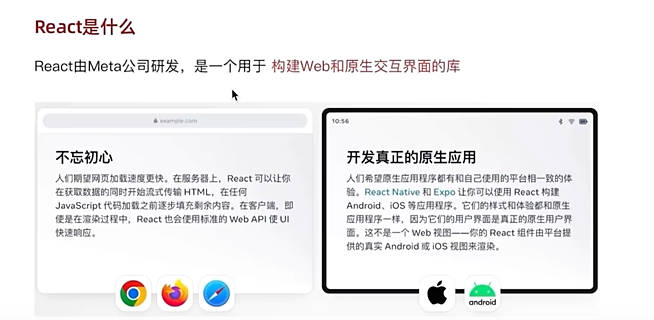 React是什么
React由Meta公司研发，是一个用于 构建Web和原生交互界面的库
example.com
不忘初心
人们期望网页加载速度更快。在服务器上，React 可以让你
在获取数据的同时开始流式传输 HTML，在任何
JavaScript 代码加载之前逐步填充剩余内容。在客户端，即
使是在渲染过程中，React 也会使用标准的 Web API 使 UI
快速响应。
10:56
开发真正的原生应用
人们希望原生应用程序都有和自己使用的平台相一致的体
验。React Native 和 Expo 让你可以使用 React 构建
Android、iOS 等应用程序。它们的样式和体验都和原生
应用程序一样，因为它们的用户界面是真正的原生用户界
面。这不是一个 Web 视图——你的 React 组件由平台提
供的真实 Android 或 iOS 视图来渲染。
android